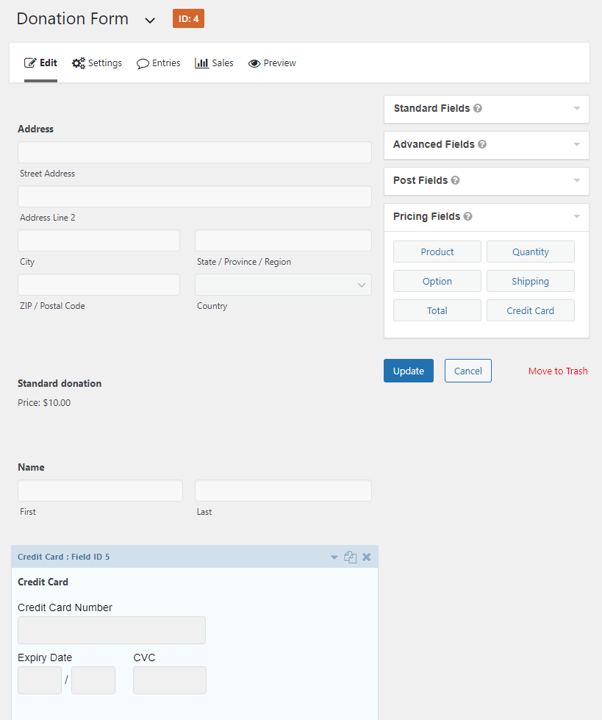 Donation Form
ID: 4
Edit Settings Entries Sales Preview
Address
Street Address
Address Line 2
City State / Province / Region
ZIP / Postal Code Country
Standard donation
Price: $10.00
Name
First Last
Credit Card : Field ID 5
Credit Card
Credit Card Number
Expiry Date CVC
/
Standard Fields ?
Advanced Fields ?
Post Fields ?
Pricing Fields ?
Product Quantity
Option Shipping
Total Credit Card
Update Cancel Move to Trash